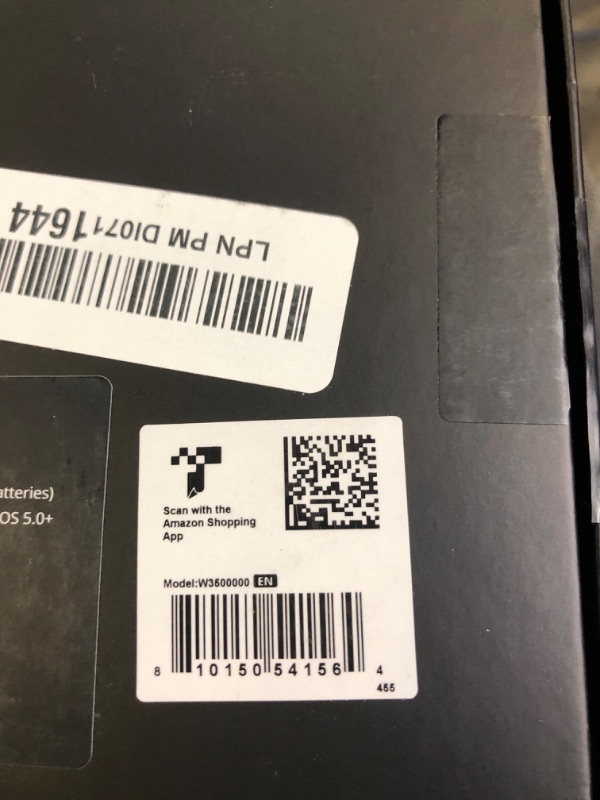 LPN PM DI0711644
atteries)
OS 5.0+
Scan with the
Amazon Shopping
App
Model:W3500000 EN
8 10150 54156 4
455